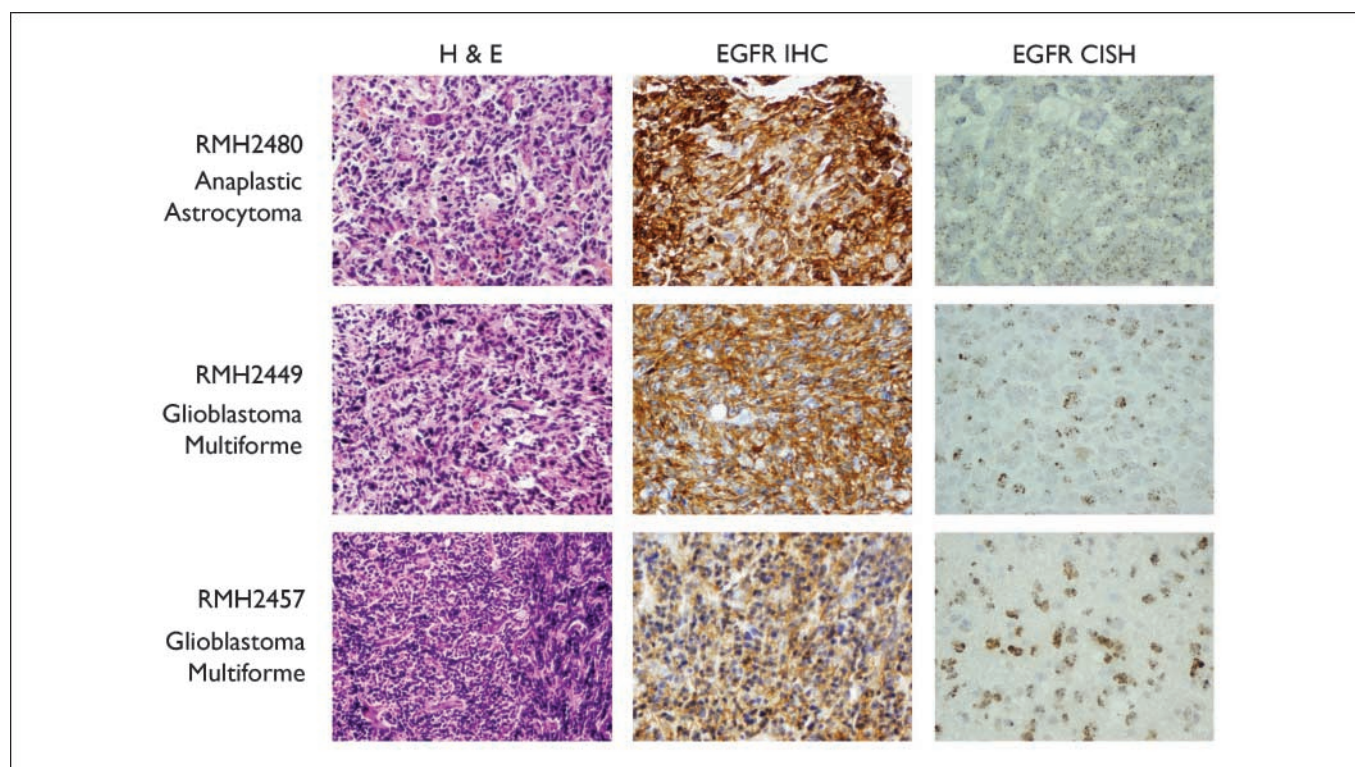 H & E
EGFR IHC
EGFR CISH
RMH2480
Anaplastic
Astrocytoma
RMH2449
Glioblastoma
Multiforme
RMH2457
Glioblastoma
Multiforme